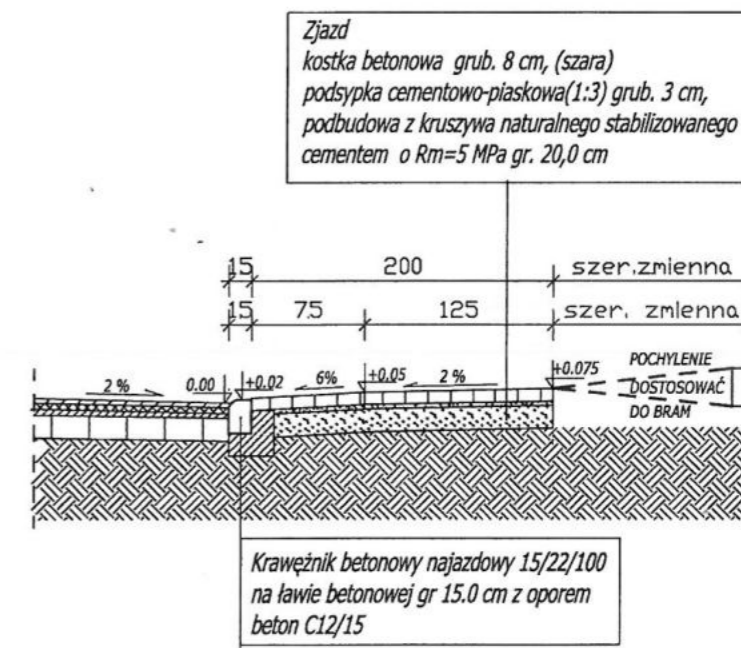 Zjazd
kostka betonowa grub. 8 cm, (szara)
podsypka cementowo-piaskowa(1:3) grub. 3 cm,
podbudowa z kruszywa naturalnego stabilizowanego
cementem o Rm=5 MPa gr. 20,0 cm
15 200 szer.zmienna
15 75 125 szer. zmienna
2 % 0.00 +0.02 6% +0.05 2 % +0.075
POCHYLENIE
DOSTOSOWAĆ
DO BRAM
Krawężnik betonowy najazdowy 15/22/100
na ławie betonowej gr 15.0 cm z oporem
beton C12/15